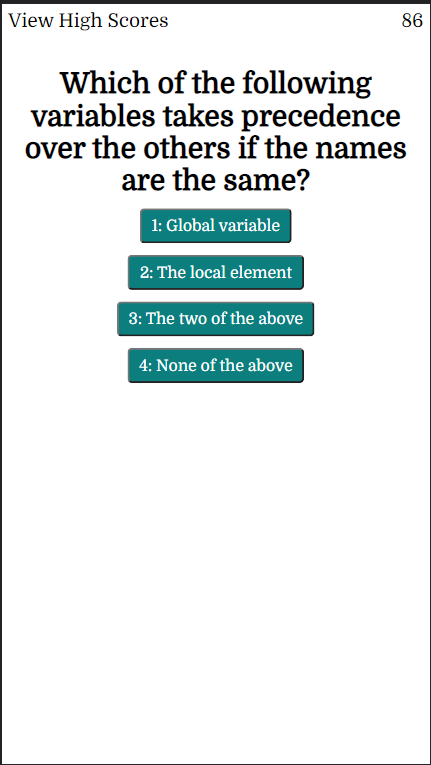 View High Scores 86
Which of the following
variables takes precedence
over the others if the names
are the same?
1: Global variable
2: The local element
3: The two of the above
4: None of the above